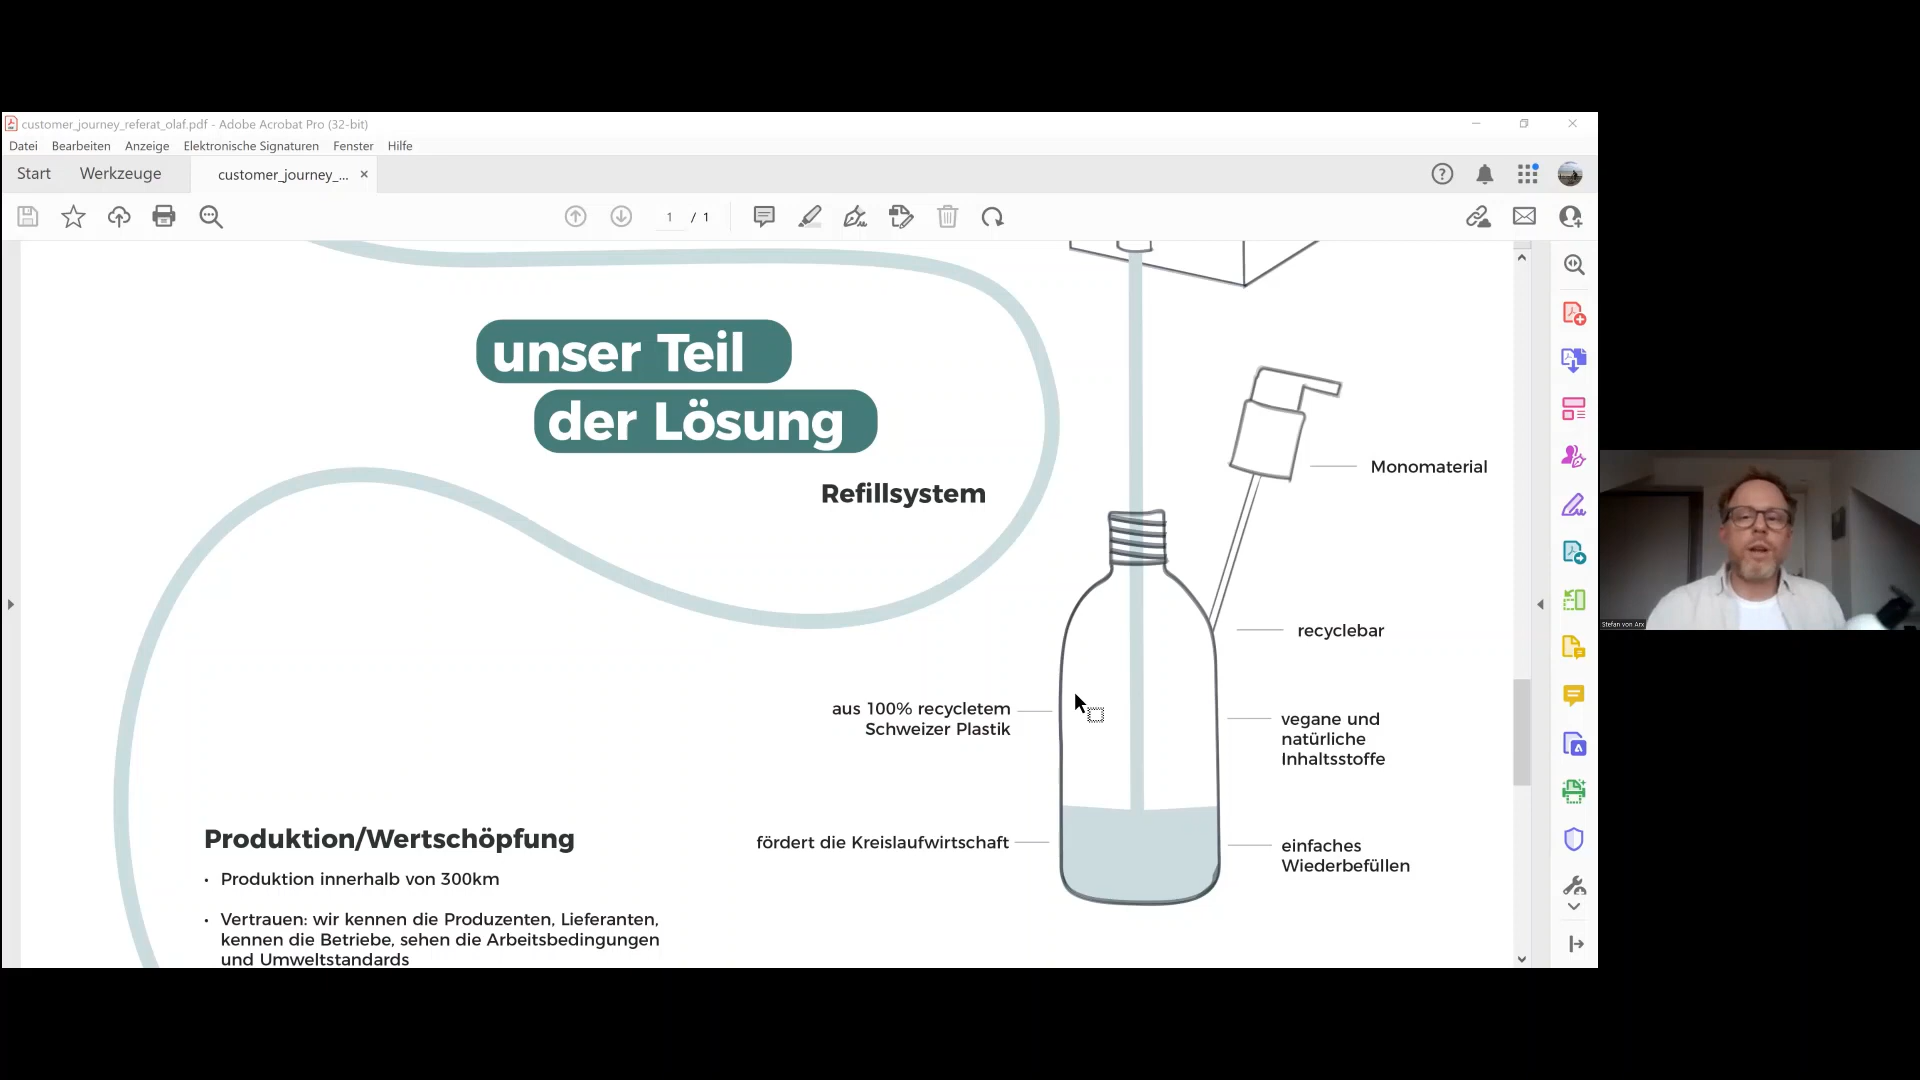 customer_journey_referat_olaf.pdf - Adobe Acrobat Pro (32-bit)
Datei Bearbeiten Anzeige Elektronische Signaturen Fenster Hilfe
Start Werkzeuge customer_journey_... ×
1 / 1
unser Teil
der Lösung
Refillsystem
Monomaterial
recyclebar
aus 100% recycletem
Schweizer Plastik
vegane und
natürliche
Inhaltsstoffe
fördert die Kreislaufwirtschaft
einfaches
Wiederbefüllen
Produktion/Wertschöpfung
• Produktion innerhalb von 300km
• Vertrauen: wir kennen die Produzenten, Lieferanten,
kennen die Betriebe, sehen die Arbeitsbedingungen
und Umweltstandards
Stefan von Arx